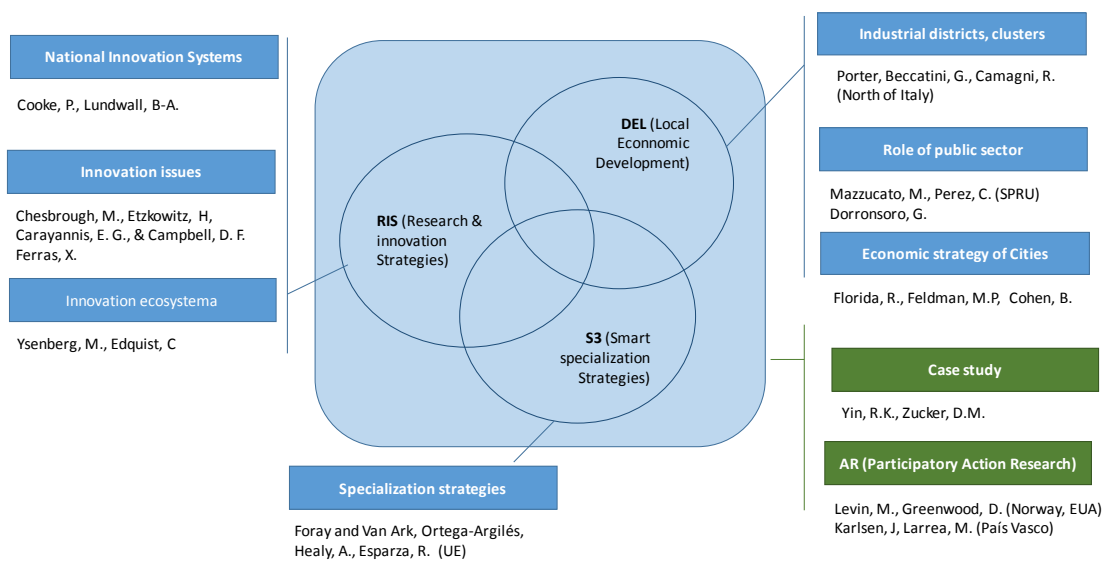 National Innovation Systems
Cooke, P., Lundwall, B-A.
Innovation issues
Chesbrough, M., Etzkowitz, H,
Carayannis, E. G., & Campbell, D. F.
Ferras, X.
Innovation ecosystema
Ysenberg, M., Edquist, C
DEL (Local
Economic
Development)
RIS (Research &
innovation
Strategies)
S3 (Smart
specialization
Strategies)
Specialization strategies
Foray and Van Ark, Ortega-Argilés,
Healy, A., Esparza, R. (UE)
Industrial districts, clusters
Porter, Beccatini, G., Camagni, R.
(North of Italy)
Role of public sector
Mazzucato, M., Perez, C. (SPRU)
Dorronsoro, G.
Economic strategy of Cities
Florida, R., Feldman, M.P, Cohen, B.
Case study
Yin, R.K., Zucker, D.M.
AR (Participatory Action Research)
Levin, M., Greenwood, D. (Norway, EUA)
Karlsen, J, Larrea, M. (País Vasco)